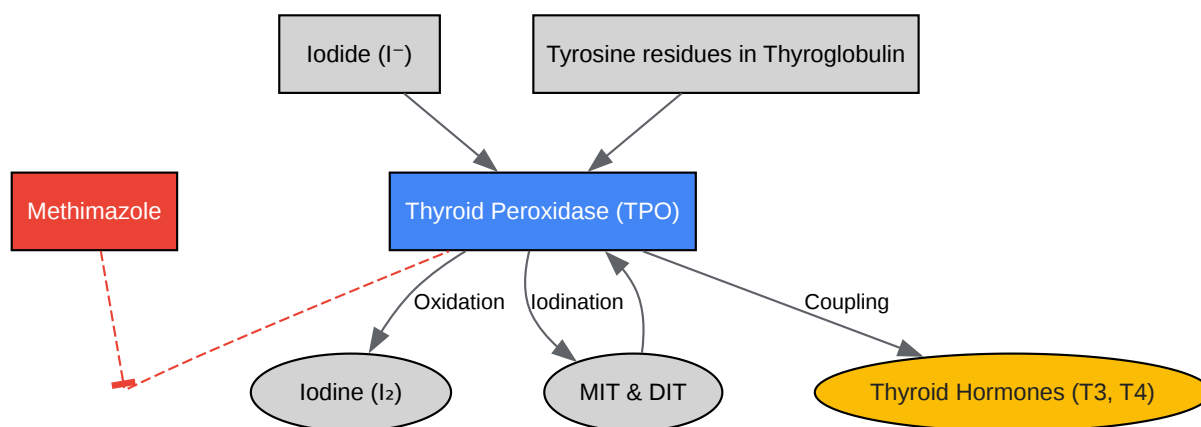 Iodide (I⁻)
Tyrosine residues in Thyroglobulin
Methimazole
Thyroid Peroxidase (TPO)
Oxidation
Iodination
Coupling
Iodine (I₂)
MIT & DIT
Thyroid Hormones (T3, T4)